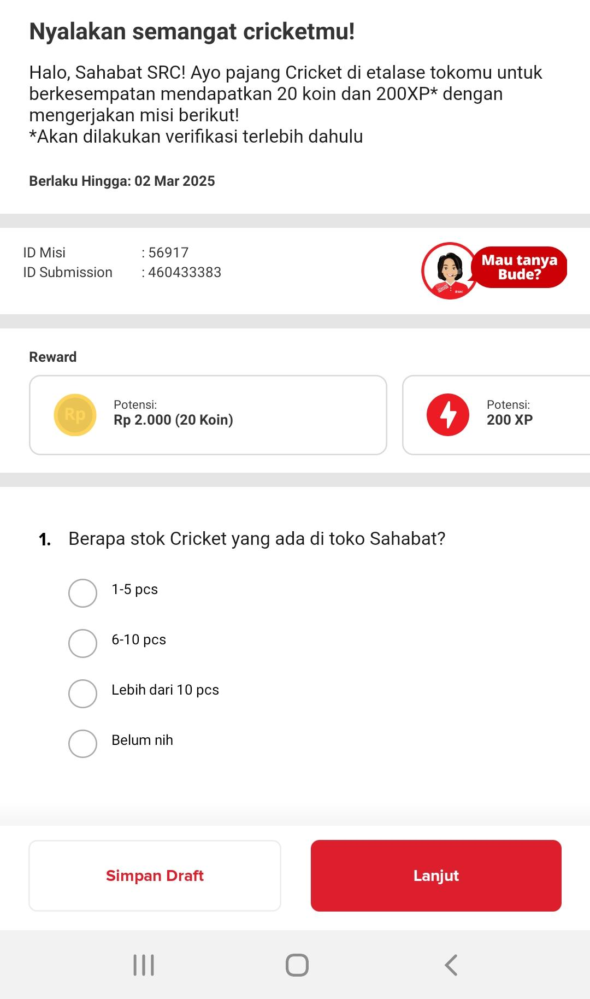 Nyalakan semangat cricketmu!
Halo, Sahabat SRC! Ayo pajang Cricket di etalase tokomu untuk
berkesempatan mendapatkan 20 koin dan 200XP* dengan
mengerjakan misi berikut!
*Akan dilakukan verifikasi terlebih dahulu
Berlaku Hingga: 02 Mar 2025
ID Misi : 56917
ID Submission : 460433383
Mau tanya
Bude?
SRC
Reward
Rp
Potensi:
Rp 2.000 (20 Koin)
Potensi:
200 XP
1. Berapa stok Cricket yang ada di toko Sahabat?
1-5 pcs
6-10 pcs
Lebih dari 10 pcs
Belum nih
Simpan Draft
Lanjut